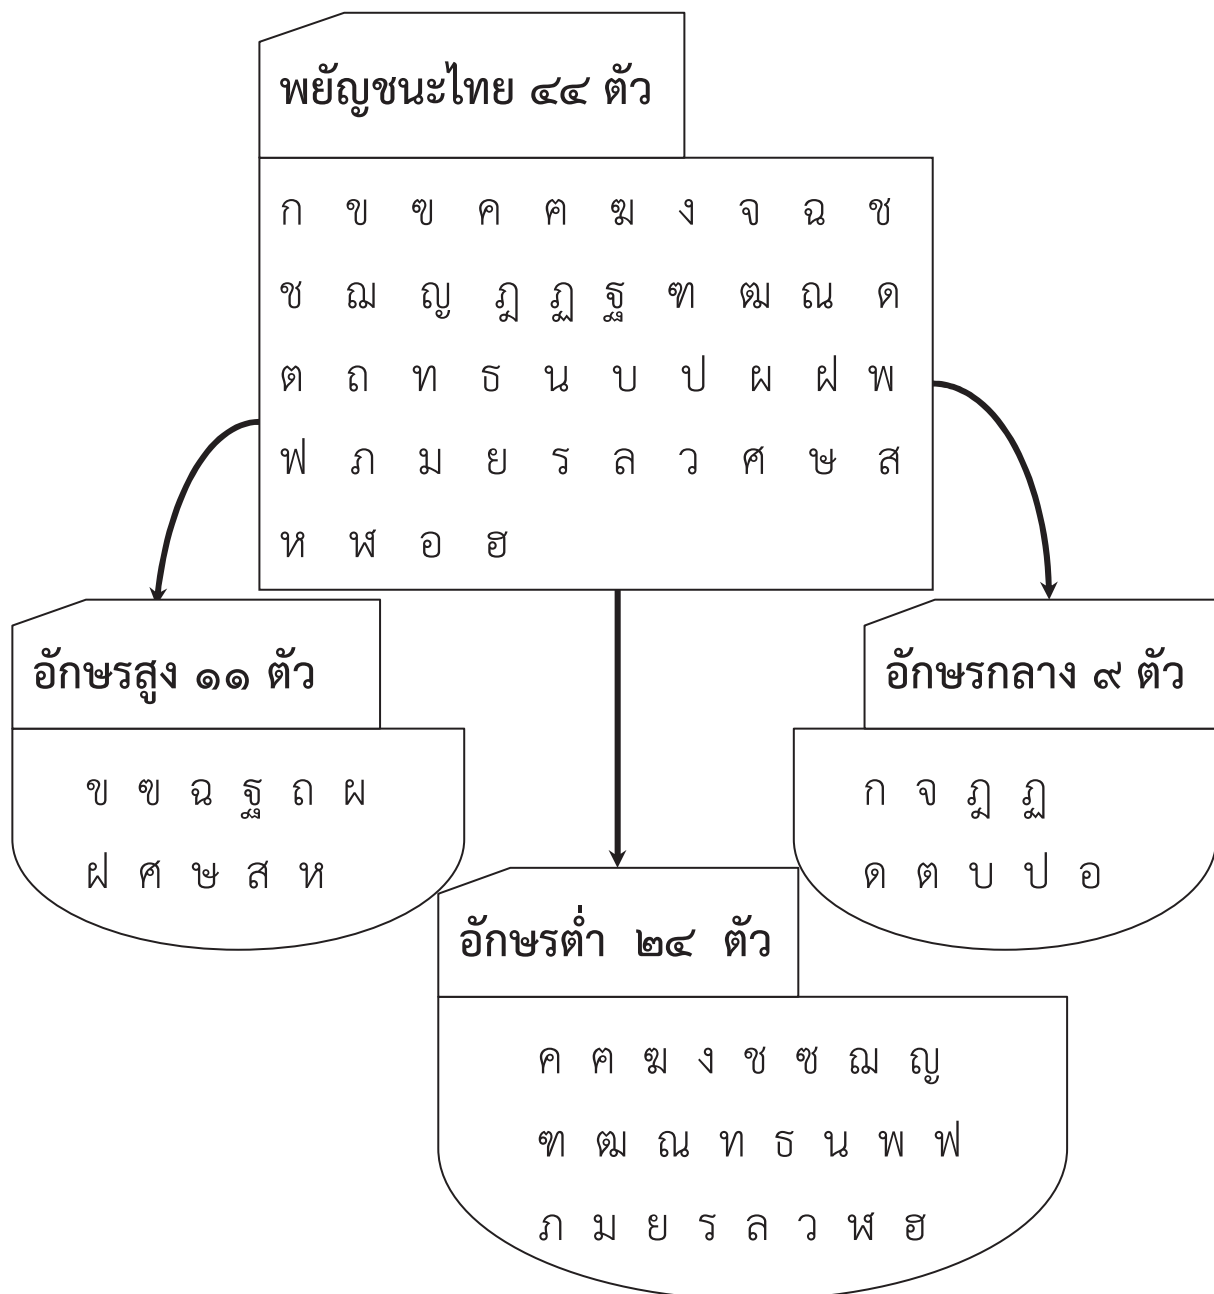 พยัญชนะไทย ๔๔ ตัว
ก ข ฃ ค ฅ ฆ ง จ ฉ ช
ช ฌ ญ ฎ ฏ ฐ ฑ ฒ ณ ด
ต ถ ท ธ น บ ป ผ ฝ พ
ฟ ภ ม ย ร ล ว ศ ษ ส
ห ฬ อ ฮ
อักษรสูง ๑๑ ตัว
ข ฃ ฉ ฐ ถ ผ
ฝ ศ ษ ส ห
อักษรกลาง ๙ ตัว
ก จ ฎ ฏ
ด ต บ ป อ
อักษรต่ำ ๒๔ ตัว
ค ฅ ฆ ง ช ซ ฌ ญ
ฑ ฒ ณ ท ธ น พ ฟ
ภ ม ย ร ล ว ฬ ฮ